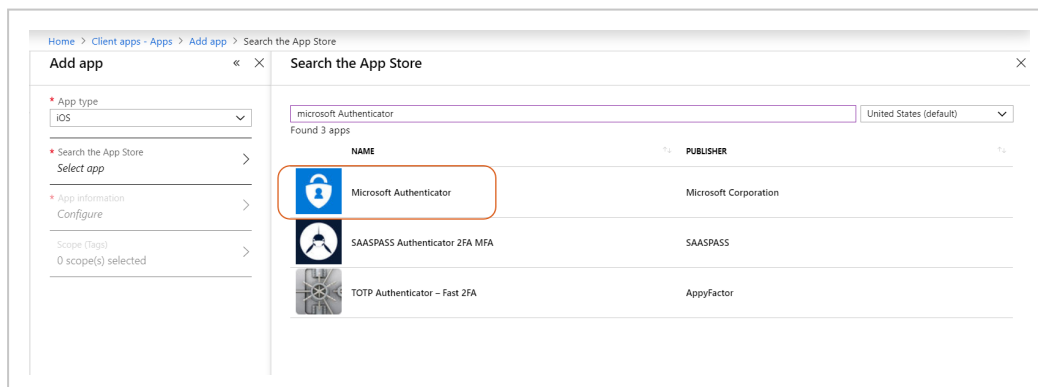 Home > Client apps - Apps > Add app > Search the App Store
Add app
* App type
iOS
* Search the App Store
Select app
* App information
Configure
Scope (Tags)
0 scope(s) selected
Search the App Store
microsoft Authenticator
United States (default)
Found 3 apps
NAME PUBLISHER
Microsoft Authenticator Microsoft Corporation
SAASPASS Authenticator 2FA MFA SAASPASS
TOTP Authenticator – Fast 2FA AppyFactor